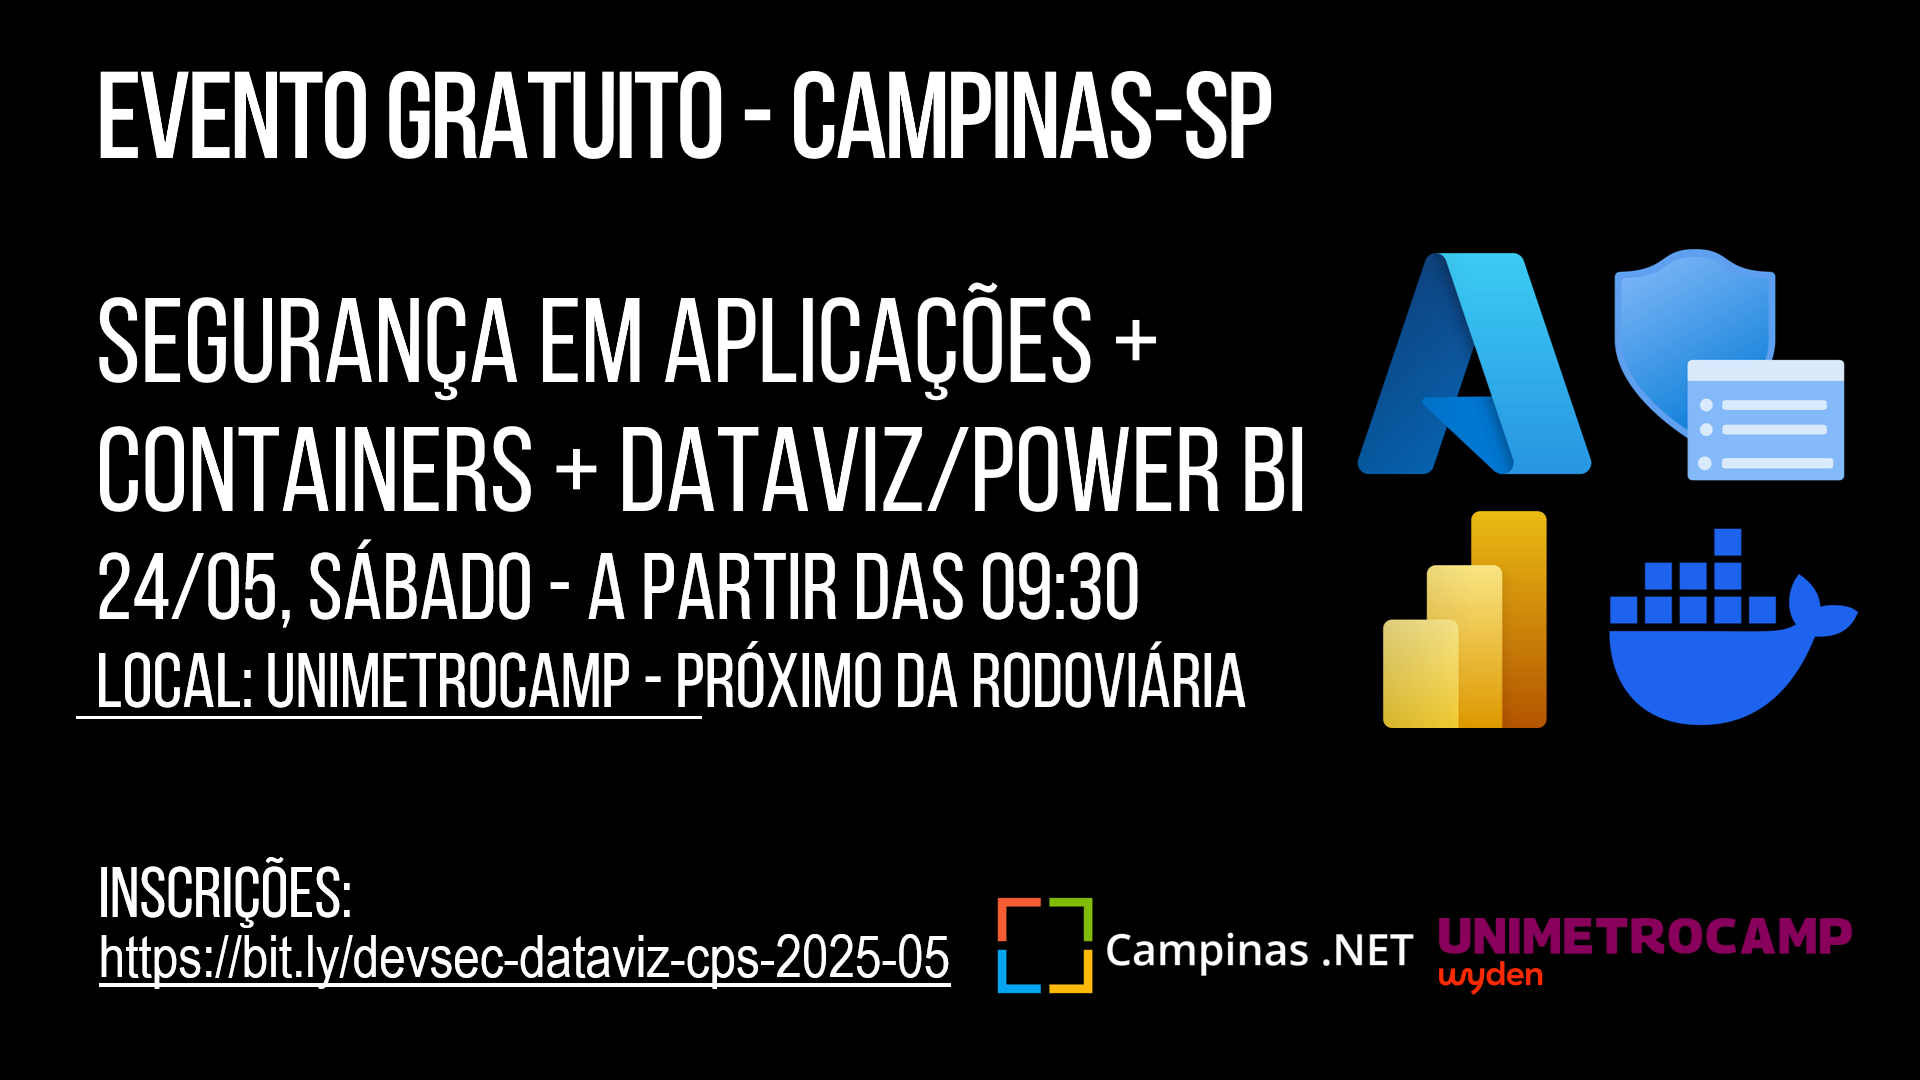 EVENTO GRATUITO - CAMPINAS-SP
SEGURANÇA EM APLICAÇÕES +
CONTAINERS + DATAVIZ/POWER BI
24/05, SÁBADO - A PARTIR DAS 09:30
LOCAL: UNIMETROCAMP - PRÓXIMO DA RODOVIÁRIA
INSCRIÇÕES:
https://bit.ly/devsec-dataviz-cps-2025-05
Campinas .NET
UNIMETROCAMP
wyden